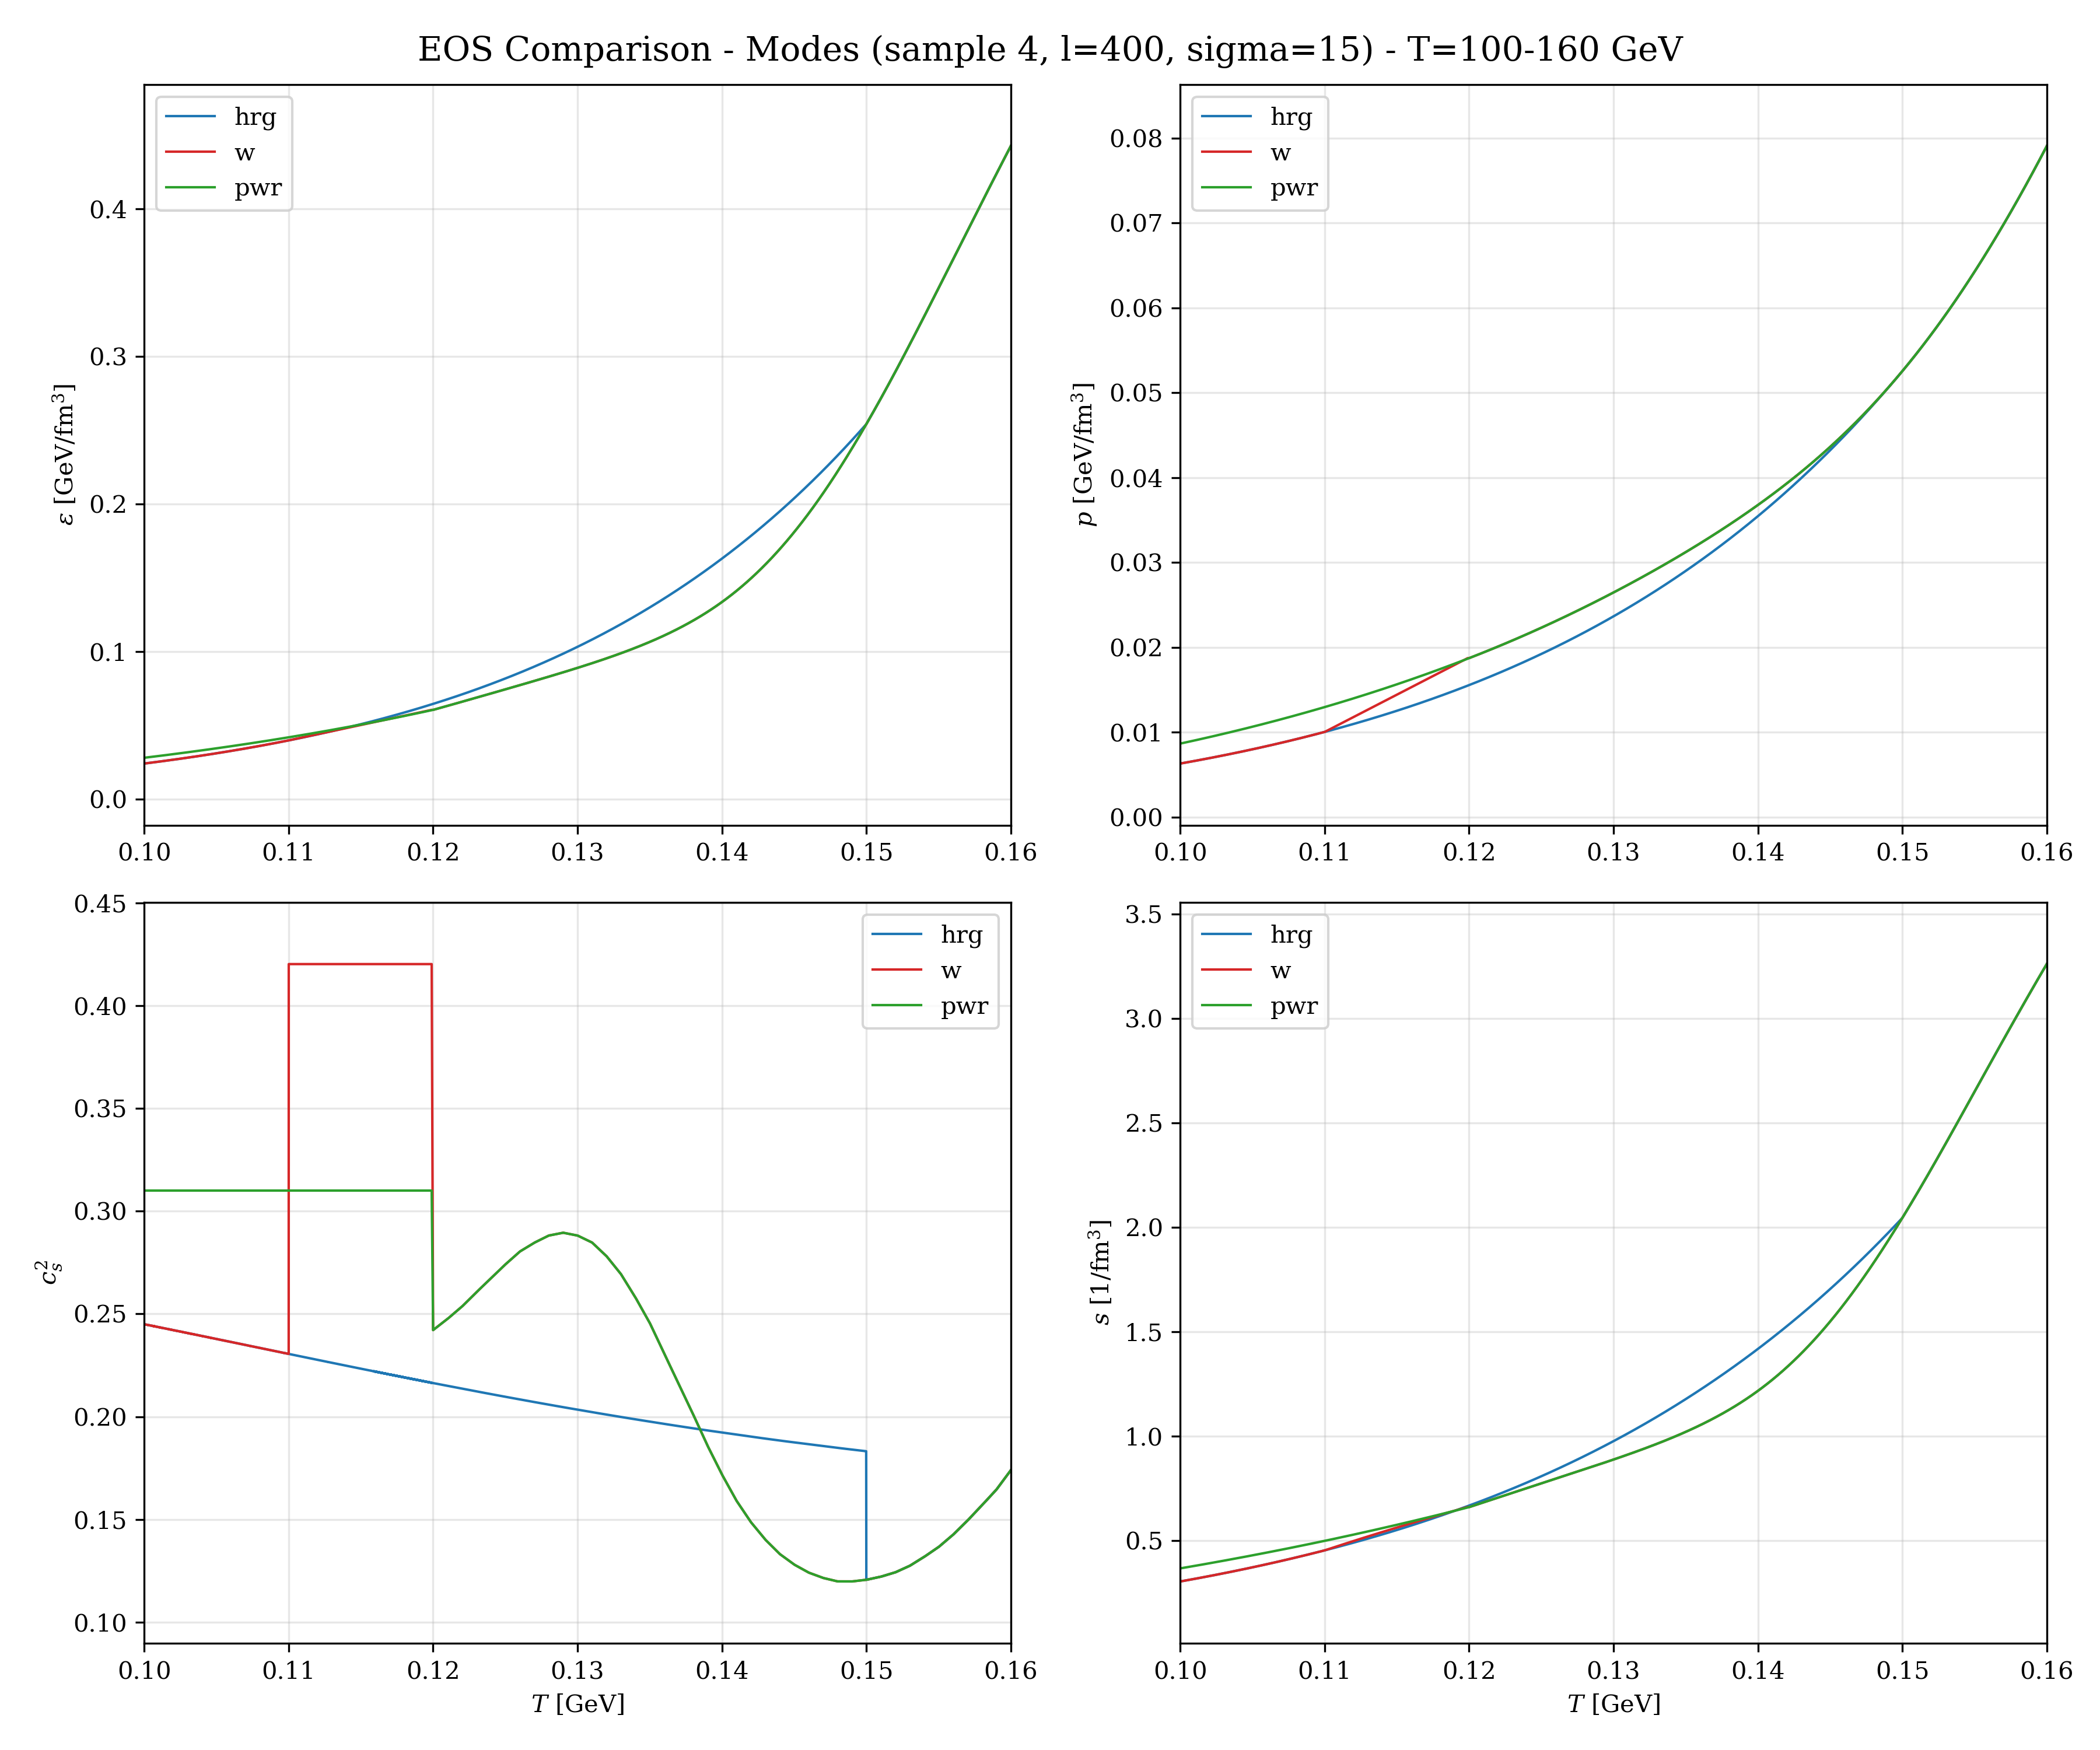 EOS Comparison - Modes (sample 4, l=400, sigma=15) - T=100-160 GeV
hrg
w
pwr
ε [GeV/fm³]
0.4
0.3
0.2
0.1
0.0
0.10 0.11 0.12 0.13 0.14 0.15 0.16
hrg
w
pwr
p [GeV/fm³]
0.08
0.07
0.06
0.05
0.04
0.03
0.02
0.01
0.00
0.10 0.11 0.12 0.13 0.14 0.15 0.16
hrg
w
pwr
c_s^2
0.45
0.40
0.35
0.30
0.25
0.20
0.15
0.10
0.10 0.11 0.12 0.13 0.14 0.15 0.16
T [GeV]
hrg
w
pwr
s [1/fm³]
3.5
3.0
2.5
2.0
1.5
1.0
0.5
0.10 0.11 0.12 0.13 0.14 0.15 0.16
T [GeV]